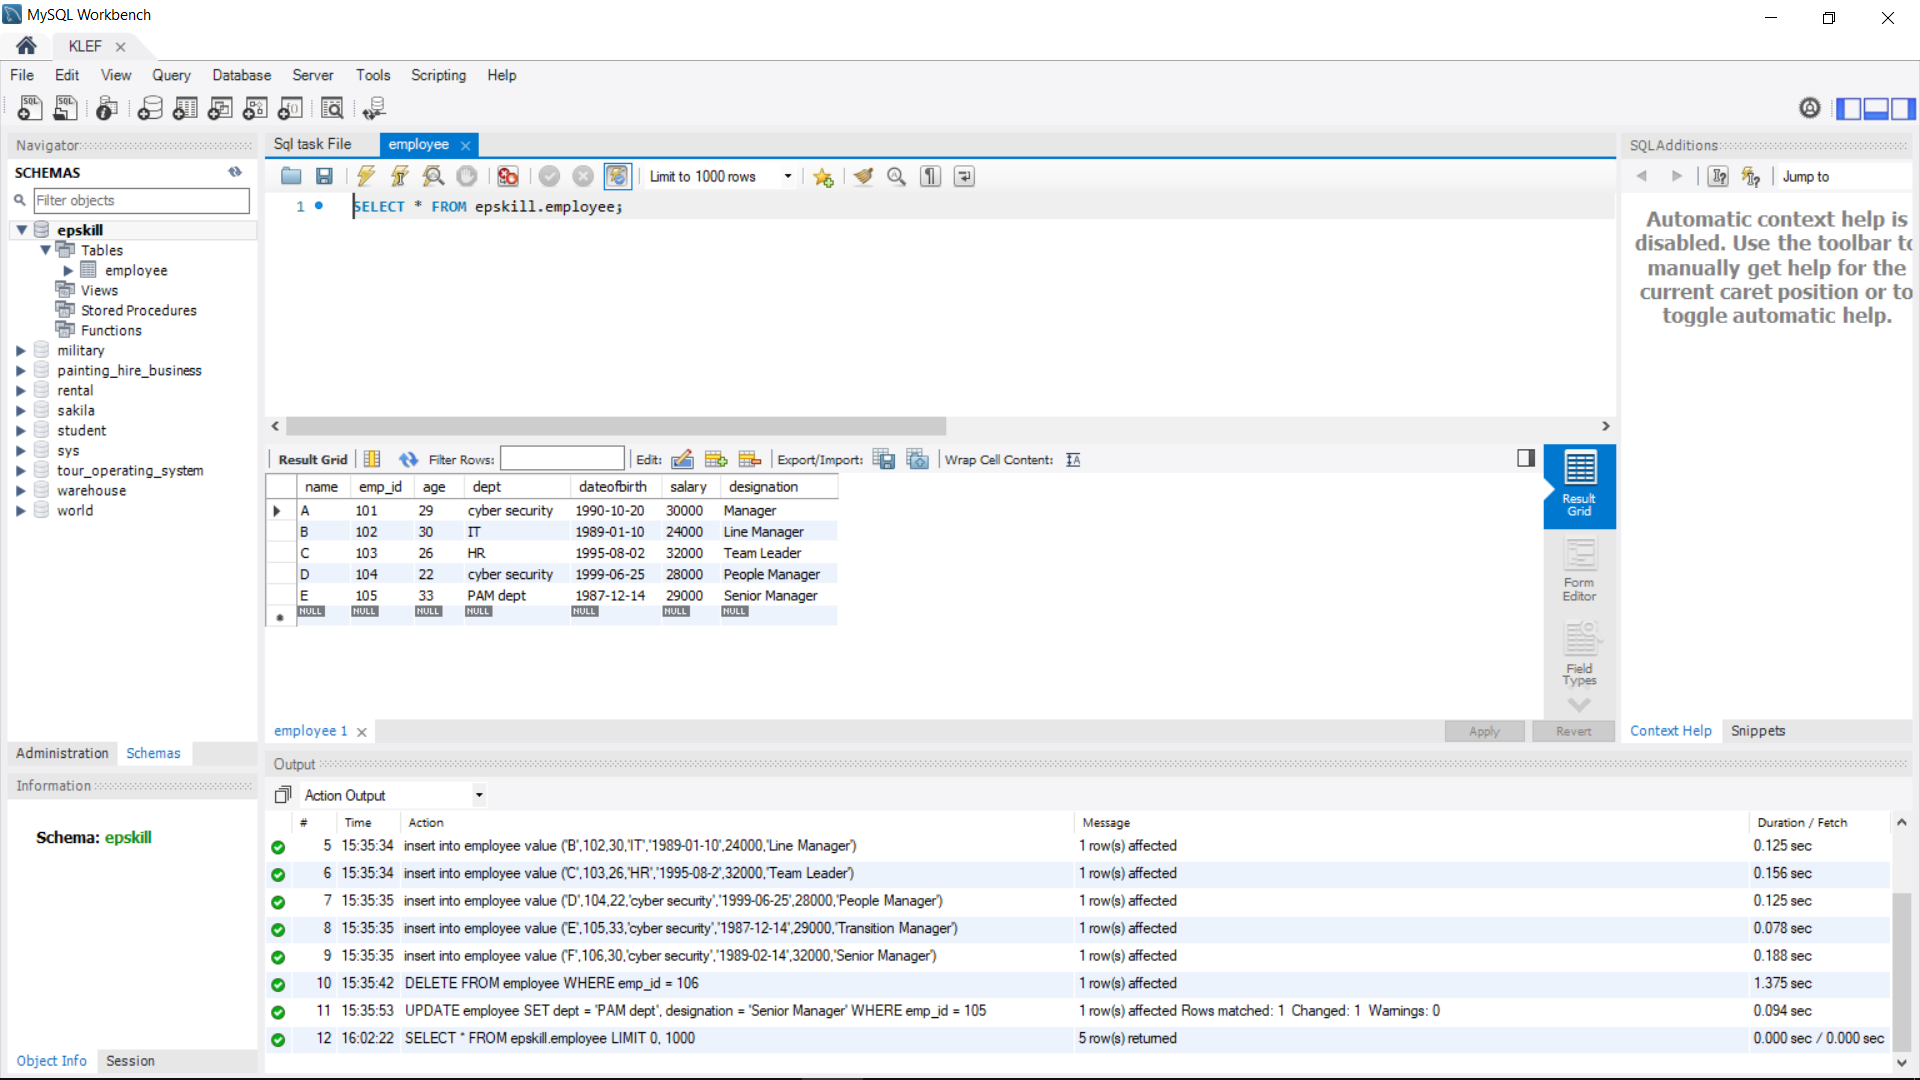 MySQL Workbench
KLEF
File Edit View Query Database Server Tools Scripting Help
Navigator
SCHEMAS
Filter objects
epskill
Tables
employee
Views
Stored Procedures
Functions
military
painting_hire_business
rental
sakila
student
sys
tour_operating_system
warehouse
world
Administration Schemas
Information
Schema: epskill
Object Info Session
Sql task File employee
Limit to 1000 rows
1 SELECT * FROM epskill.employee;
Result Grid Filter Rows: Edit: Export/Import: Wrap Cell Content:
name emp_id age dept dateofbirth salary designation
A 101 29 cyber security 1990-10-20 30000 Manager
B 102 30 IT 1989-01-10 24000 Line Manager
C 103 26 HR 1995-08-02 32000 Team Leader
D 104 22 cyber security 1999-06-25 28000 People Manager
E 105 33 PAM dept 1987-12-14 29000 Senior Manager
NULL NULL NULL NULL NULL NULL NULL
Result
Grid
Form
Editor
Field
Types
employee 1
Apply Revert
SQLAdditions
Jump to
Automatic context help is
disabled. Use the toolbar to
manually get help for the
current caret position or to
toggle automatic help.
Context Help Snippets
Output
Action Output
# Time Action Message Duration / Fetch
5 15:35:34 insert into employee value ('B',102,30,'IT','1989-01-10',24000,'Line Manager') 1 row(s) affected 0.125 sec
6 15:35:34 insert into employee value ('C',103,26,'HR','1995-08-2',32000,'Team Leader') 1 row(s) affected 0.156 sec
7 15:35:35 insert into employee value ('D',104,22,'cyber security','1999-06-25',28000,'People Manager') 1 row(s) affected 0.125 sec
8 15:35:35 insert into employee value ('E',105,33,'cyber security','1987-12-14',29000,'Transition Manager') 1 row(s) affected 0.078 sec
9 15:35:35 insert into employee value ('F',106,30,'cyber security','1989-02-14',32000,'Senior Manager') 1 row(s) affected 0.188 sec
10 15:35:42 DELETE FROM employee WHERE emp_id = 106 1 row(s) affected 1.375 sec
11 15:35:53 UPDATE employee SET dept = 'PAM dept', designation = 'Senior Manager' WHERE emp_id = 105 1 row(s) affected Rows matched: 1 Changed: 1 Warnings: 0 0.094 sec
12 16:02:22 SELECT * FROM epskill.employee LIMIT 0, 1000 5 row(s) returned 0.000 sec / 0.000 sec